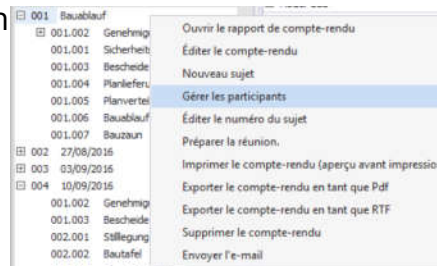 n
001 Bauablauf
001.002 Genehmig
001.001 Sicherheit
001.003 Bescheide
001.004 Planlieferu
001.005 Planvertei
001.006 Bauablauf
001.007 Bauzaun
002 27/08/2016
003 03/09/2016
004 10/09/2016
001.002 Genehmig
001.003 Bescheide
002.001 Stilllegung
002.002 Bautafel
Ouvrir le rapport de compte-rendu
Éditer le compte-rendu
Nouveau sujet
Gérer les participants
Éditer le numéro du sujet
Préparer la réunion.
Imprimer le compte-rendu (aperçu avant impressio
Exporter le compte-rendu en tant que Pdf
Exporter le compte-rendu en tant que RTF
Supprimer le compte-rendu
Envoyer l'e-mail